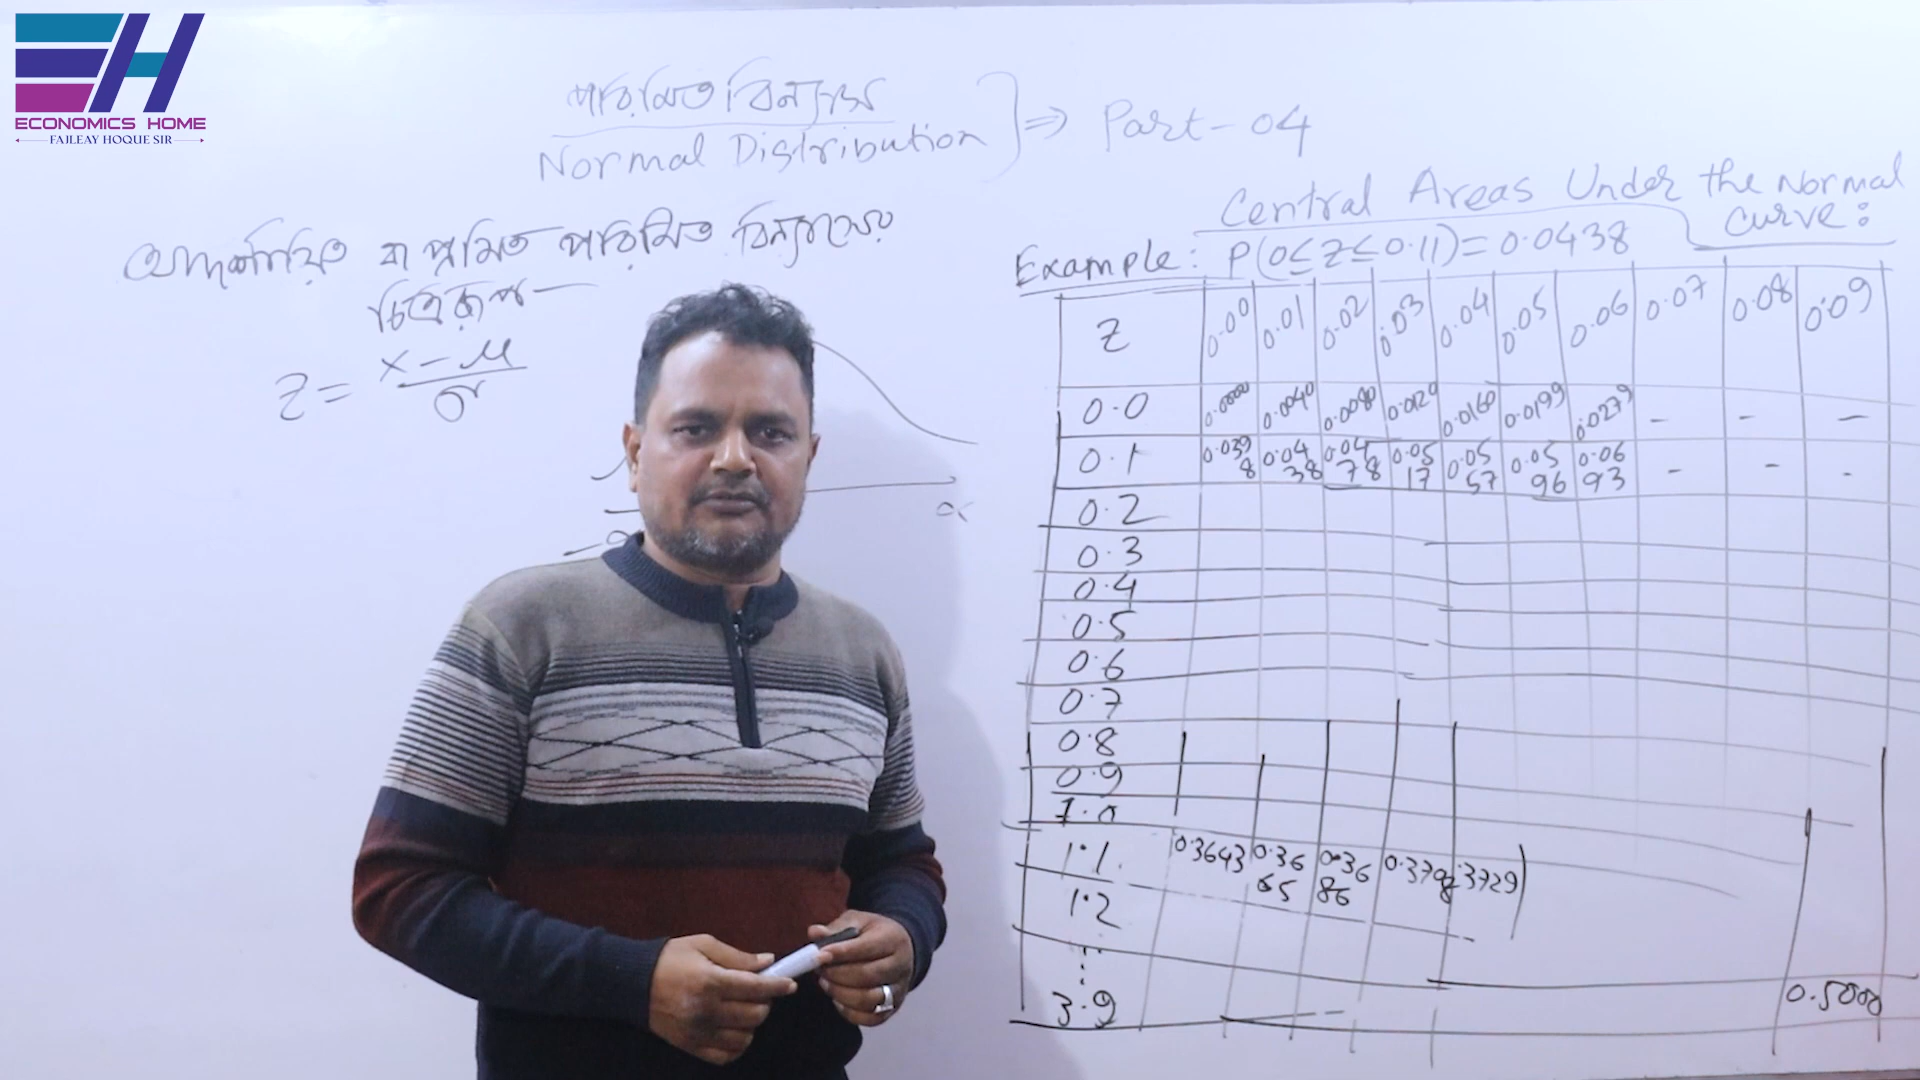 ECONOMICS HOME
FAJLEAY HOQUE SIR
পরিমিত বিন্যাস
Normal Distribution } ⇒ Part-04
বা প্রমিত পরিমিত বিন্যাসের
চিত্ররূপ—
Z = (x - μ) / σ
α
Central Areas Under the Normal
curve:
Example: P(0≤Z≤0.11)=0.0438
Z 0.00 0.01 0.02 0.03 0.04 0.05 0.06 0.07 0.08 0.09
0.0 0.0000 0.0040 0.0080 0.0120 0.0160 0.0199 0.0279 - - -
0.1 0.0398 0.0438 0.0478 0.0517 0.0557 0.0596 0.0693 - - -
0.2
0.3
0.4
0.5
0.6
0.7
0.8
0.9
1.0
1.1. 0.3643 0.3665 0.3686 0.3708 .3729
1.2
⋮
3.9 0.5000